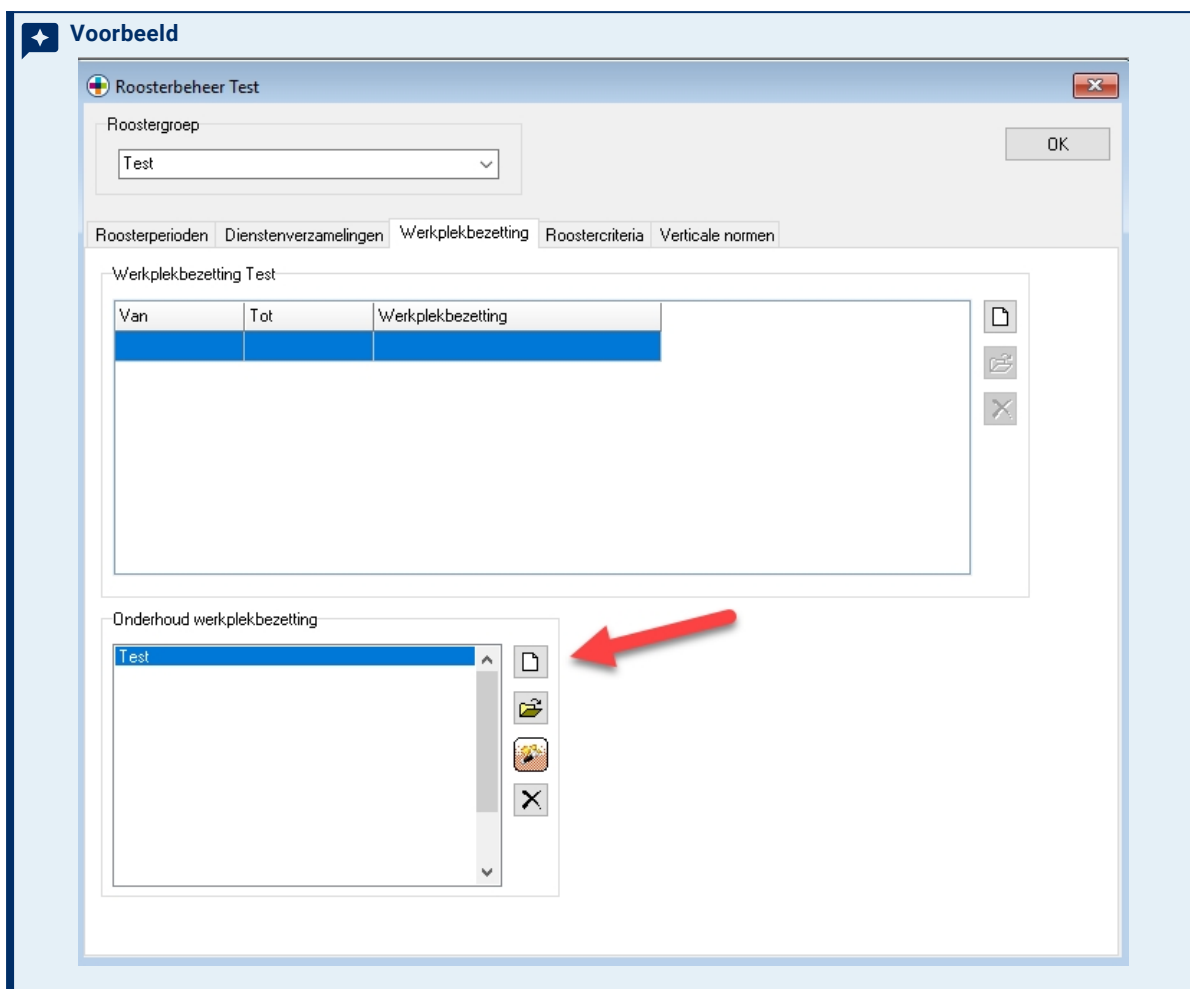 Voorbeeld
Roosterbeheer Test
Roostergroep
Test
OK
Roosterperioden Dienstenverzamelingen Werkplekbezetting Roostercriteria Verticale normen
Werkplekbezetting Test
Van Tot Werkplekbezetting
Onderhoud werkplekbezetting
Test